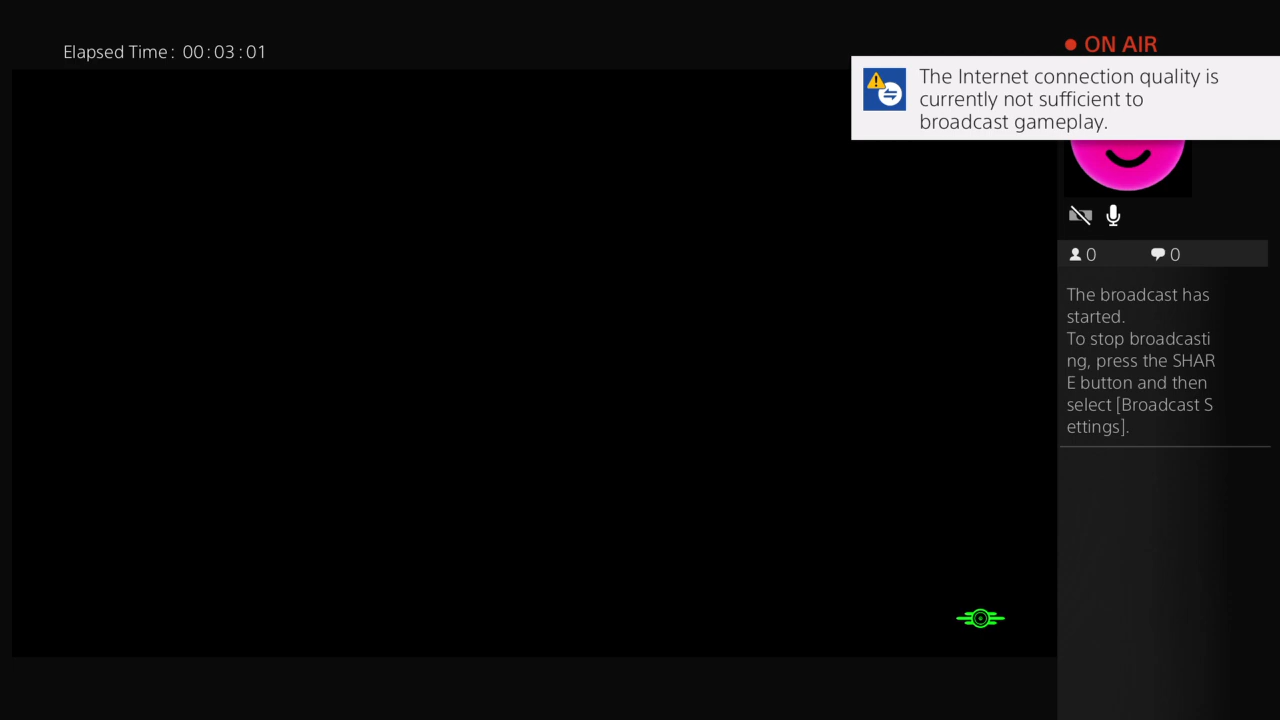 Elapsed Time: 00:03:01
ON AIR
The Internet connection quality is
currently not sufficient to
broadcast gameplay.
0 0
The broadcast has
started.
To stop broadcasti
ng, press the SHAR
E button and then
select [Broadcast S
ettings].